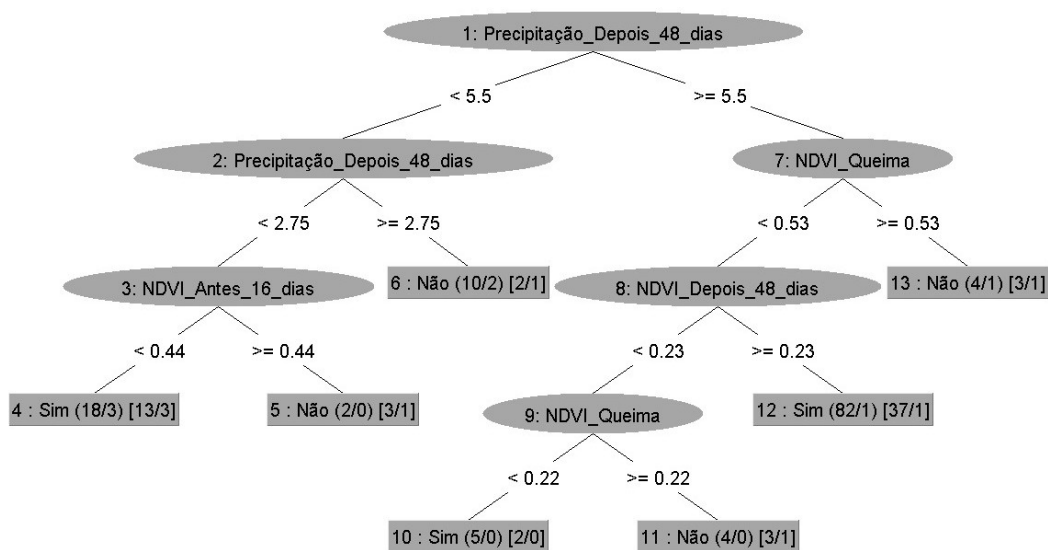 1: Precipitação_Depois_48_dias
< 5.5
>= 5.5
2: Precipitação_Depois_48_dias
7: NDVI_Queima
< 2.75
>= 2.75
< 0.53
>= 0.53
3: NDVI_Antes_16_dias
6 : Não (10/2) [2/1]
8: NDVI_Depois_48_dias
13 : Não (4/1) [3/1]
< 0.44
>= 0.44
< 0.23
>= 0.23
4 : Sim (18/3) [13/3]
5 : Não (2/0) [3/1]
9: NDVI_Queima
12 : Sim (82/1) [37/1]
< 0.22
>= 0.22
10 : Sim (5/0) [2/0]
11 : Não (4/0) [3/1]